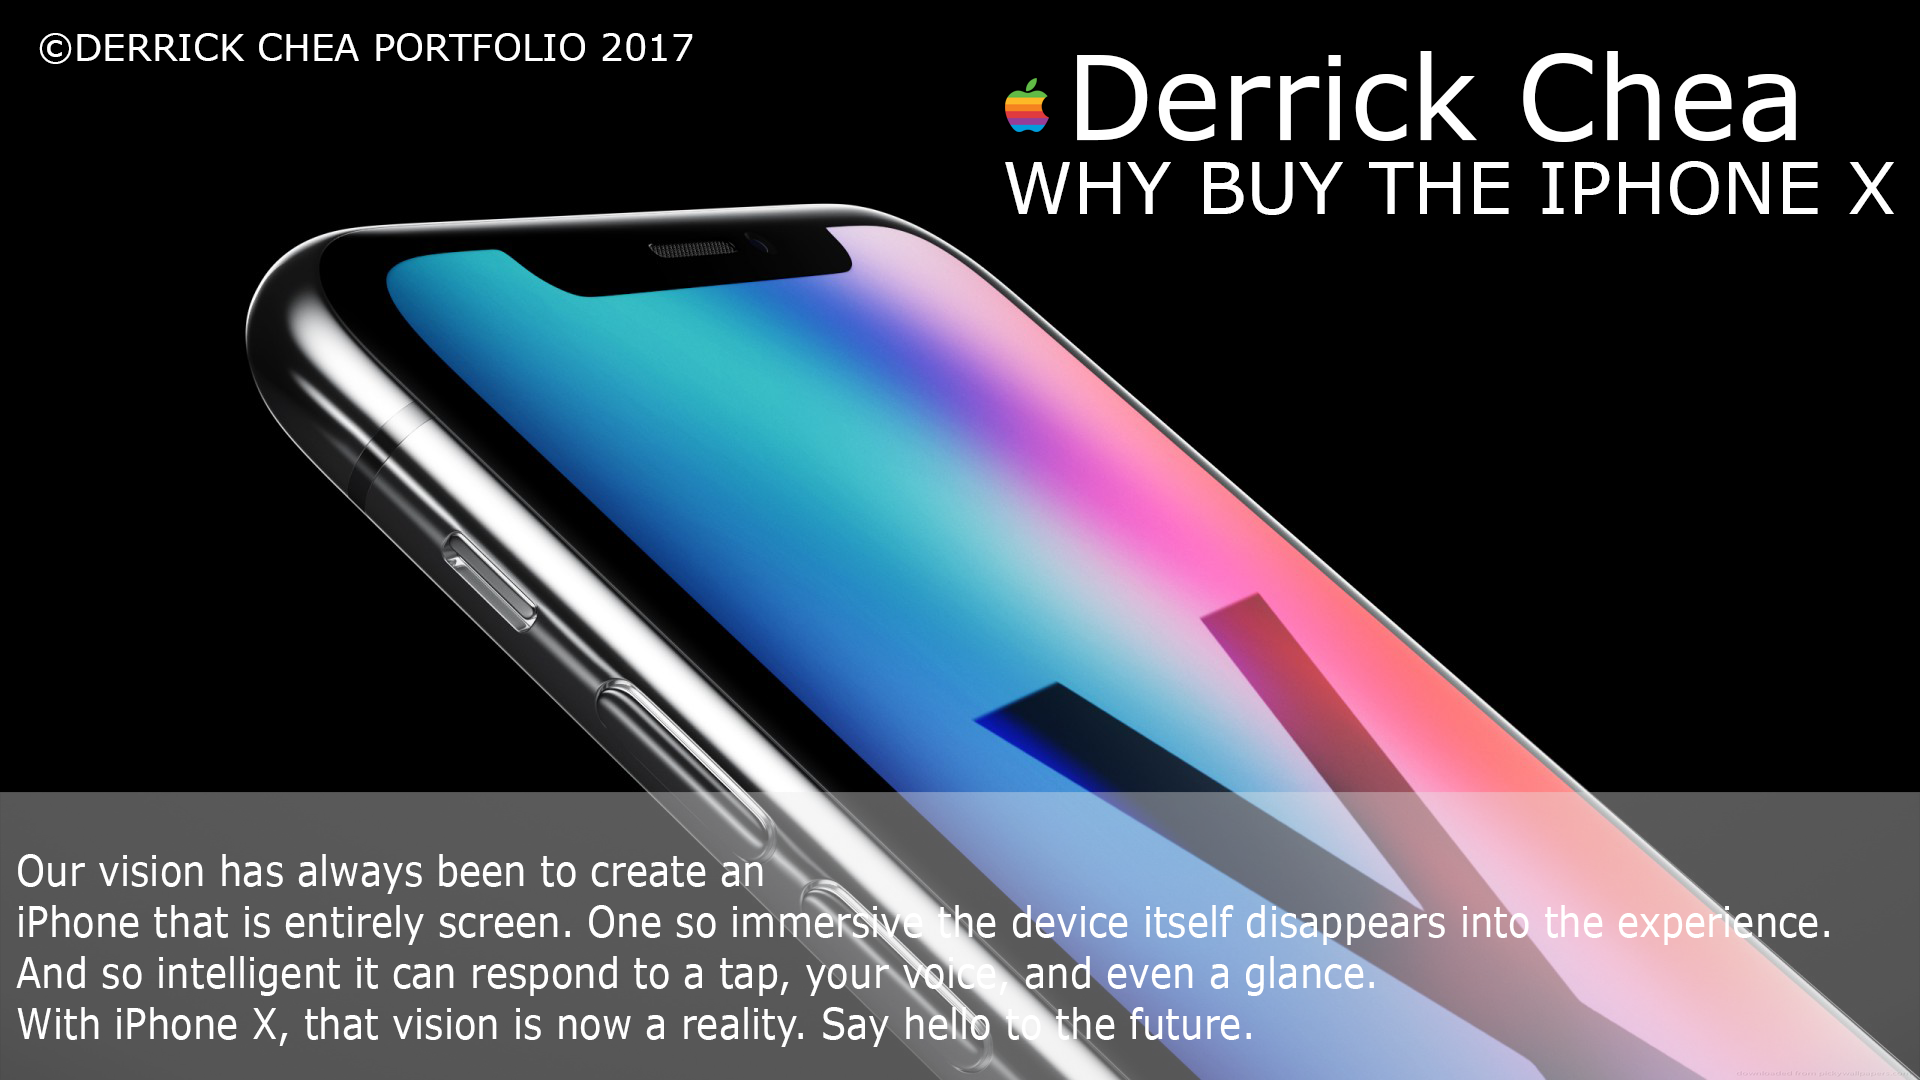 ©DERRICK CHEA PORTFOLIO 2017
Derrick Chea
WHY BUY THE IPHONE X
Our vision has always been to create an
iPhone that is entirely screen. One so immersive the device itself disappears into the experience.
And so intelligent it can respond to a tap, your voice, and even a glance.
With iPhone X, that vision is now a reality. Say hello to the future.